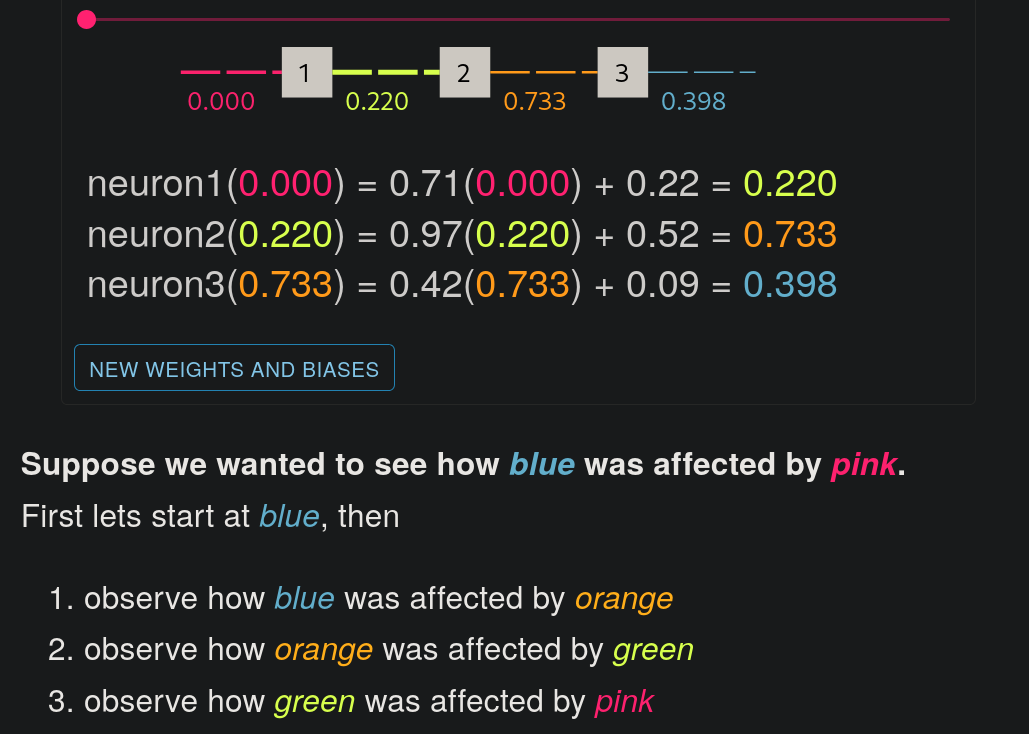 1 2 3
0.000 0.220 0.733 0.398
neuron1(0.000) = 0.71(0.000) + 0.22 = 0.220
neuron2(0.220) = 0.97(0.220) + 0.52 = 0.733
neuron3(0.733) = 0.42(0.733) + 0.09 = 0.398
NEW WEIGHTS AND BIASES
Suppose we wanted to see how blue was affected by pink.
First lets start at blue, then
1. observe how blue was affected by orange
2. observe how orange was affected by green
3. observe how green was affected by pink